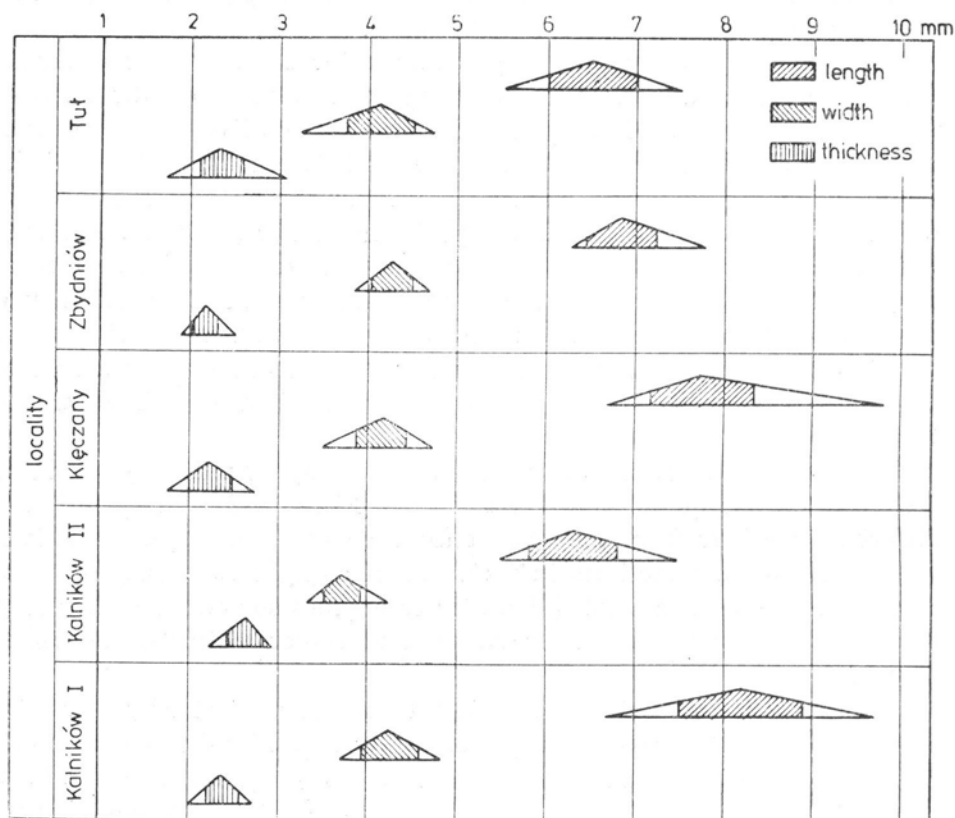 1 2 3 4 5 6 7 8 9 10 mm
length
width
thickness
locality
Tuł
Zbydniów
Klęczany
Kalników II
Kalników I